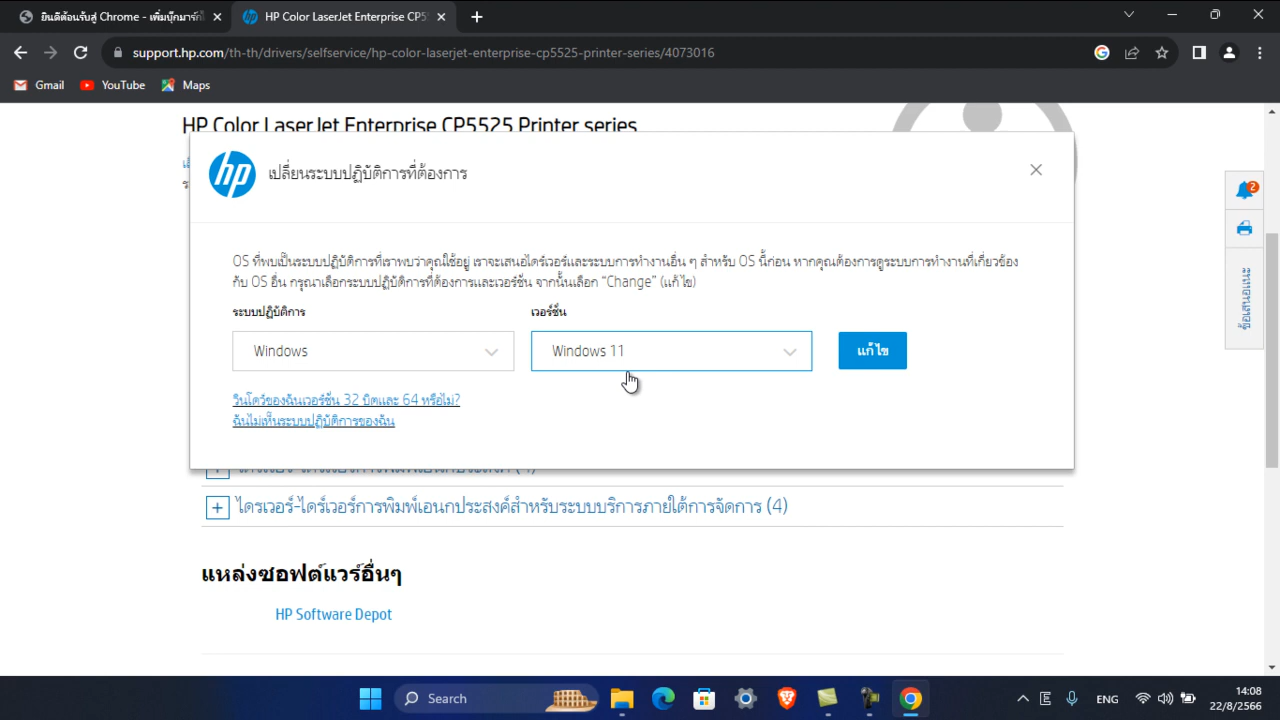 ยินดีต้อนรับสู่ Chrome - เพิ่มบุ๊กมาร์ก
HP Color LaserJet Enterprise CP5
support.hp.com/th-th/drivers/selfservice/hp-color-laserjet-enterprise-cp5525-printer-series/4073016
Gmail
YouTube
Maps
HP Color LaserJet Enterprise CP5525 Printer series
hp
เปลี่ยนระบบปฏิบัติการที่ต้องการ
2
OS ที่พบเป็นระบบปฏิบัติการที่เราพบว่าคุณใช้อยู่ เราจะเสนอไดร์เวอร์และระบบการทำงานอื่น ๆ สำหรับ OS นี้ก่อน หากคุณต้องการดูระบบการทำงานที่เกี่ยวข้อง
กับ OS อื่น กรุณาเลือกระบบปฏิบัติการที่ต้องการและเวอร์ชั่น จากนั้นเลือก "Change" (แก้ไข)
ระบบปฏิบัติการ
เวอร์ชั่น
Windows
Windows 11
แก้ไข
ข้อเสนอแนะ
วินโดว์ของฉันเวอร์ชั่น 32 บิตและ 64 หรือไม่?
ฉันไม่เห็นระบบปฏิบัติการของฉัน
ไดรเวอร์-ไดร์เวอร์การพิมพ์เอนกประสงค์สำหรับระบบบริการภายใต้การจัดการ (4)
แหล่งซอฟต์แวร์อื่นๆ
HP Software Depot
Search
ENG
14:08
22/8/2566